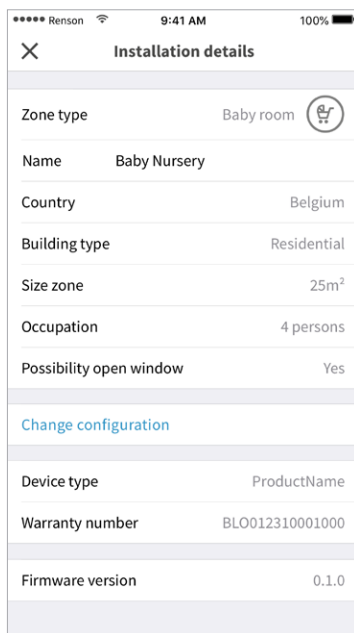 Renson 9:41 AM 100%
Installation details
Zone type Baby room
Name Baby Nursery
Country Belgium
Building type Residential
Size zone 25m²
Occupation 4 persons
Possibility open window Yes
Change configuration
Device type ProductName
Warranty number BLO012310001000
Firmware version 0.1.0